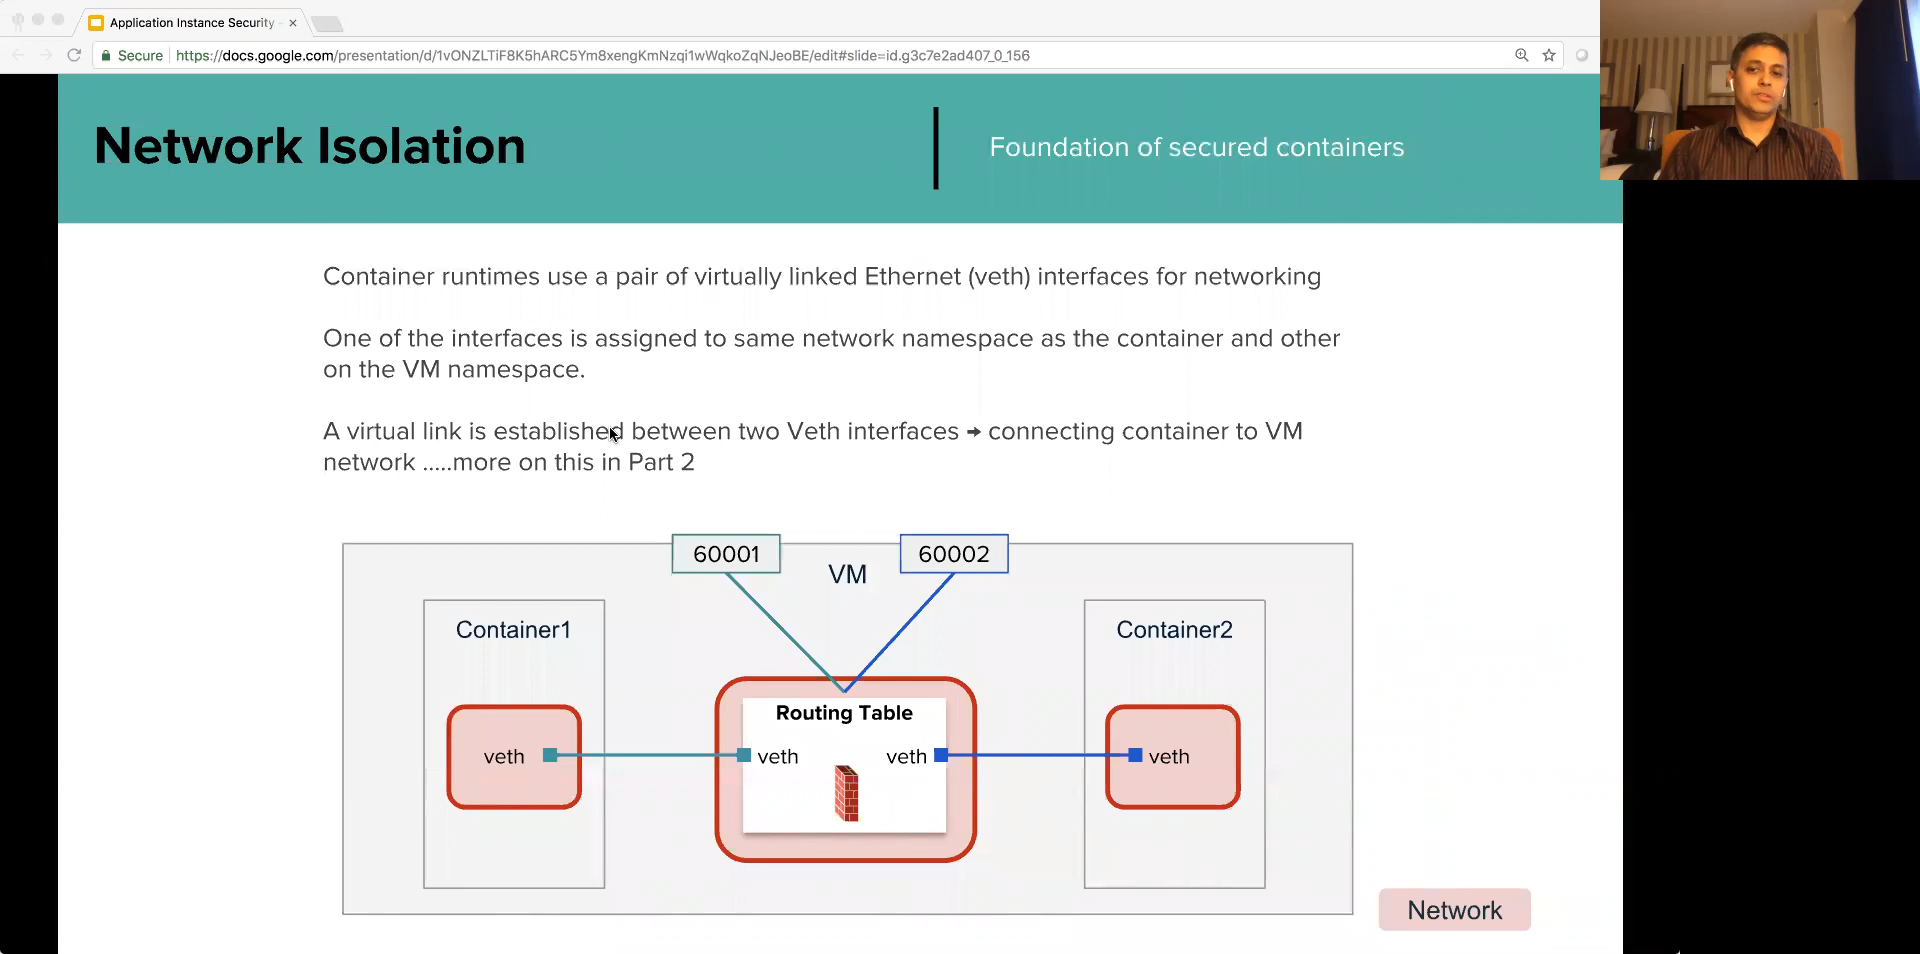 Application Instance Security -
Secure https://docs.google.com/presentation/d/1vONZLTiF8K5hARC5Ym8xengKmNzqi1wWqkoZqNJeoBE/edit#slide=id.g3c7e2ad407_0_156
Network Isolation
Foundation of secured containers
Container runtimes use a pair of virtually linked Ethernet (veth) interfaces for networking
One of the interfaces is assigned to same network namespace as the container and other
on the VM namespace.
A virtual link is established between two Veth interfaces → connecting container to VM
network .....more on this in Part 2
60001
60002
VM
Container1
Container2
Routing Table
veth
veth
veth
veth
Network